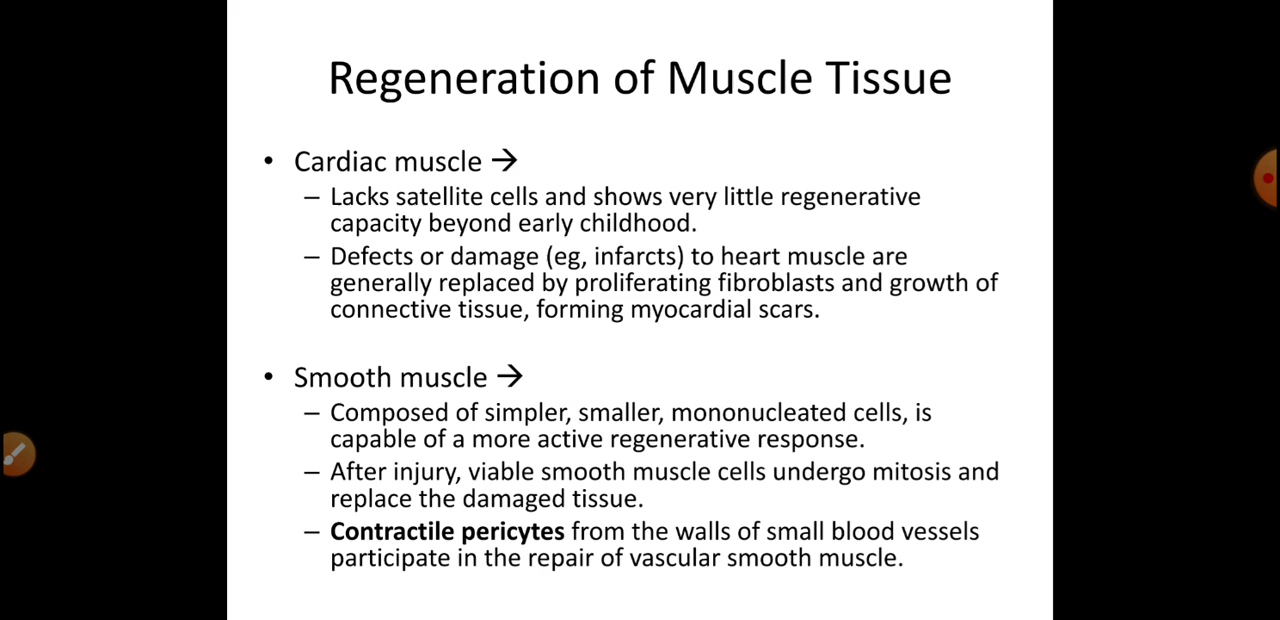 Regeneration of Muscle Tissue
• Cardiac muscle →
– Lacks satellite cells and shows very little regenerative
capacity beyond early childhood.
– Defects or damage (eg, infarcts) to heart muscle are
generally replaced by proliferating fibroblasts and growth of
connective tissue, forming myocardial scars.
• Smooth muscle →
– Composed of simpler, smaller, mononucleated cells, is
capable of a more active regenerative response.
– After injury, viable smooth muscle cells undergo mitosis and
replace the damaged tissue.
– Contractile pericytes from the walls of small blood vessels
participate in the repair of vascular smooth muscle.